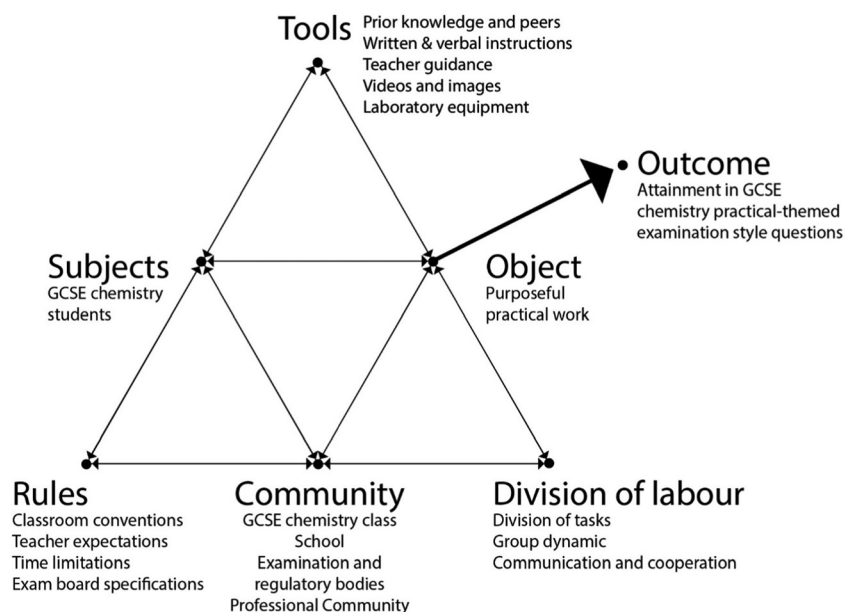 Tools
Prior knowledge and peers
Written & verbal instructions
Teacher guidance
Videos and images
Laboratory equipment
Outcome
Attainment in GCSE
chemistry practical-themed
examination style questions
Subjects
GCSE chemistry
students
Object
Purposeful
practical work
Rules
Classroom conventions
Teacher expectations
Time limitations
Exam board specifications
Community
GCSE chemistry class
School
Examination and
regulatory bodies
Professional Community
Division of labour
Division of tasks
Group dynamic
Communication and cooperation